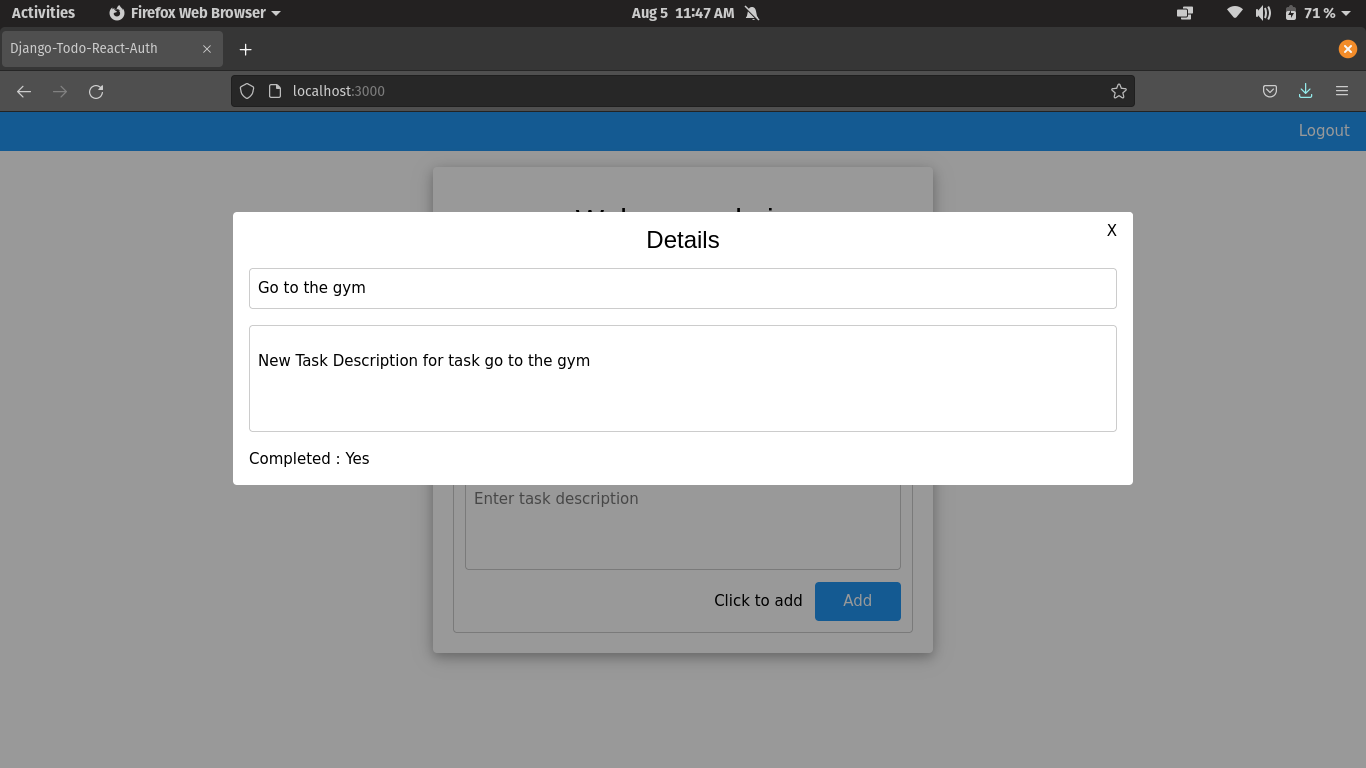 Activities Firefox Web Browser Aug 5 11:47 AM 71 %
Django-Todo-React-Auth
localhost:3000
Logout
Details X
Go to the gym
New Task Description for task go to the gym
Completed : Yes
Enter task description
Click to add Add